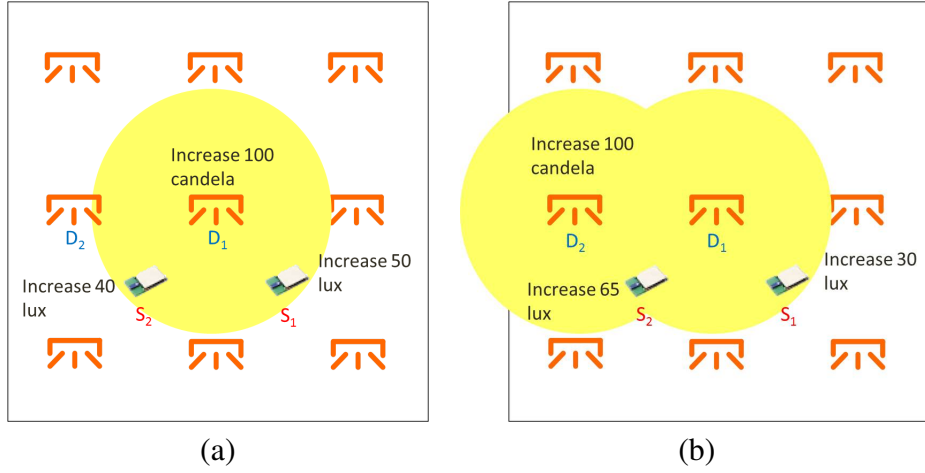 Increase 100
candela
D₂
D₁
Increase 40
lux
Increase 50
lux
S₂
S₁
(a)
Increase 100
candela
D₂
D₁
Increase 65
lux
Increase 30
lux
S₂
S₁
(b)